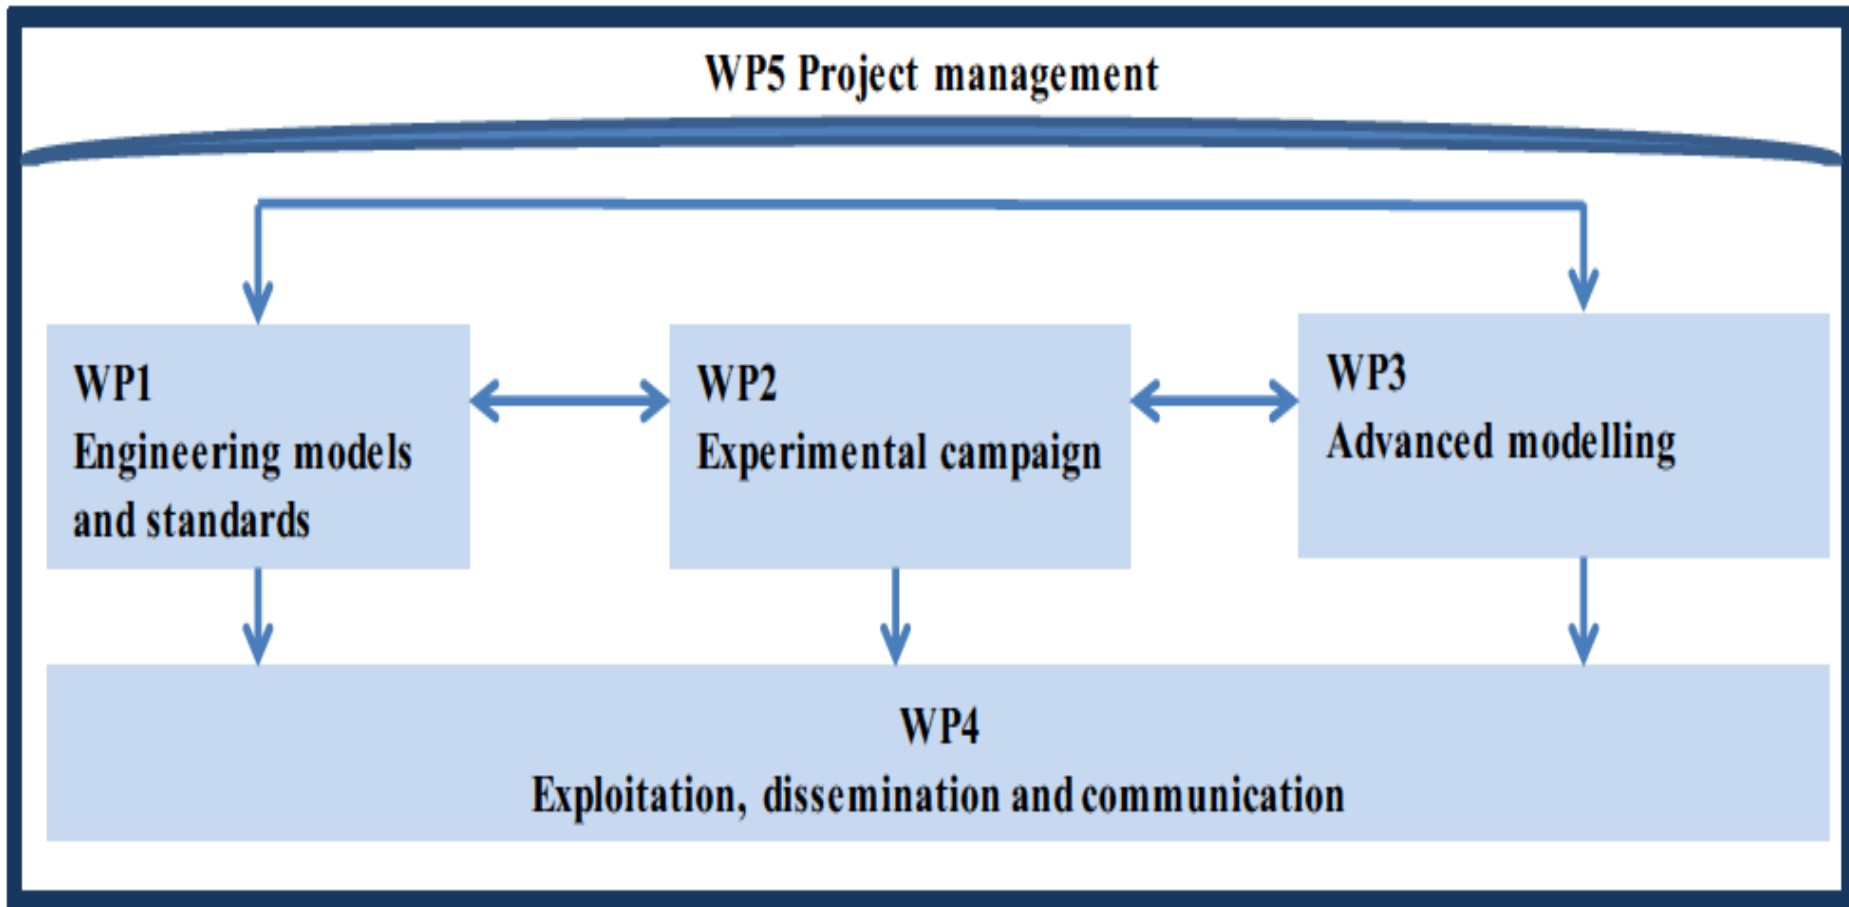 WP5 Project management
WP1
Engineering models
and standards
WP2
Experimental campaign
WP3
Advanced modelling
WP4
Exploitation, dissemination and communication